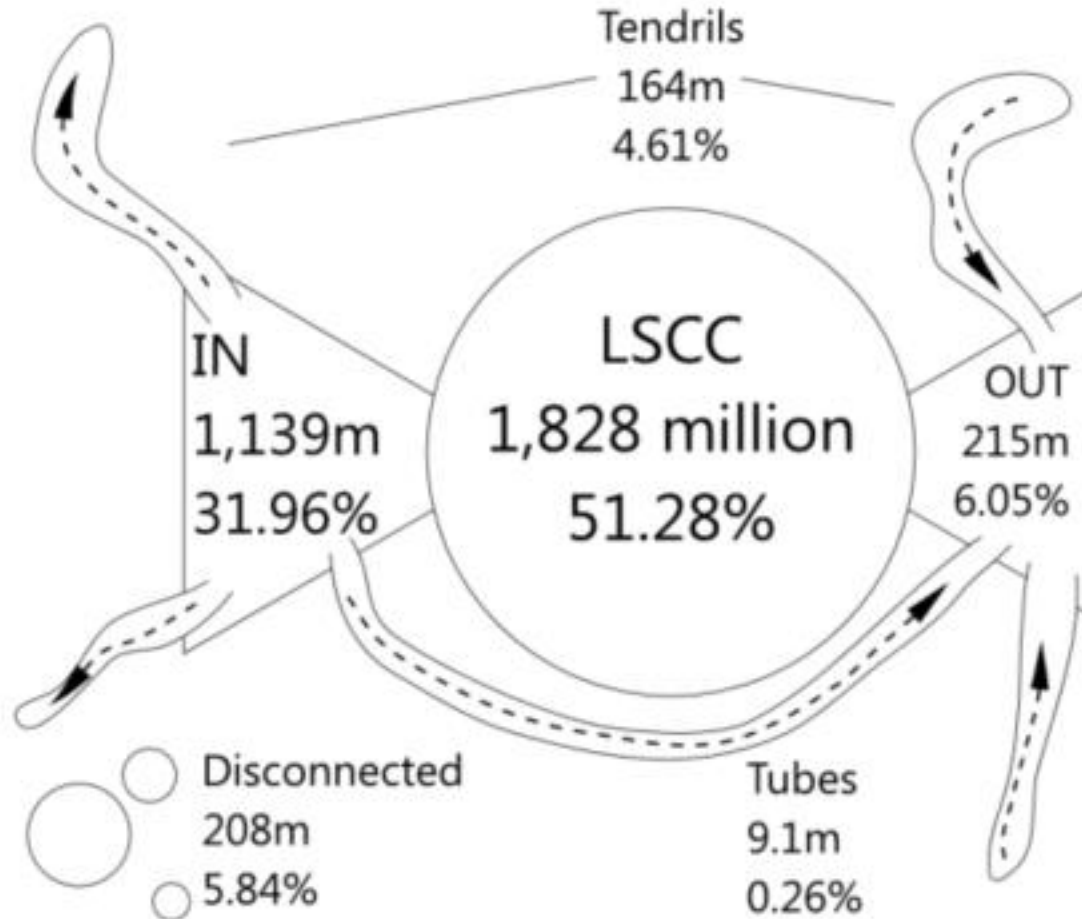 Tendrils
164m
4.61%
IN
1,139m
31.96%
LSCC
1,828 million
51.28%
OUT
215m
6.05%
Disconnected
208m
5.84%
Tubes
9.1m
0.26%